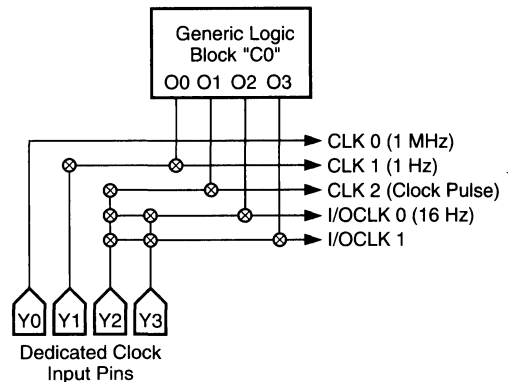 Generic Logic
Block "C0"
O0 O1 O2 O3
CLK 0 (1 MHz)
CLK 1 (1 Hz)
CLK 2 (Clock Pulse)
I/OCLK 0 (16 Hz)
I/OCLK 1
Y0 Y1 Y2 Y3
Dedicated Clock
Input Pins